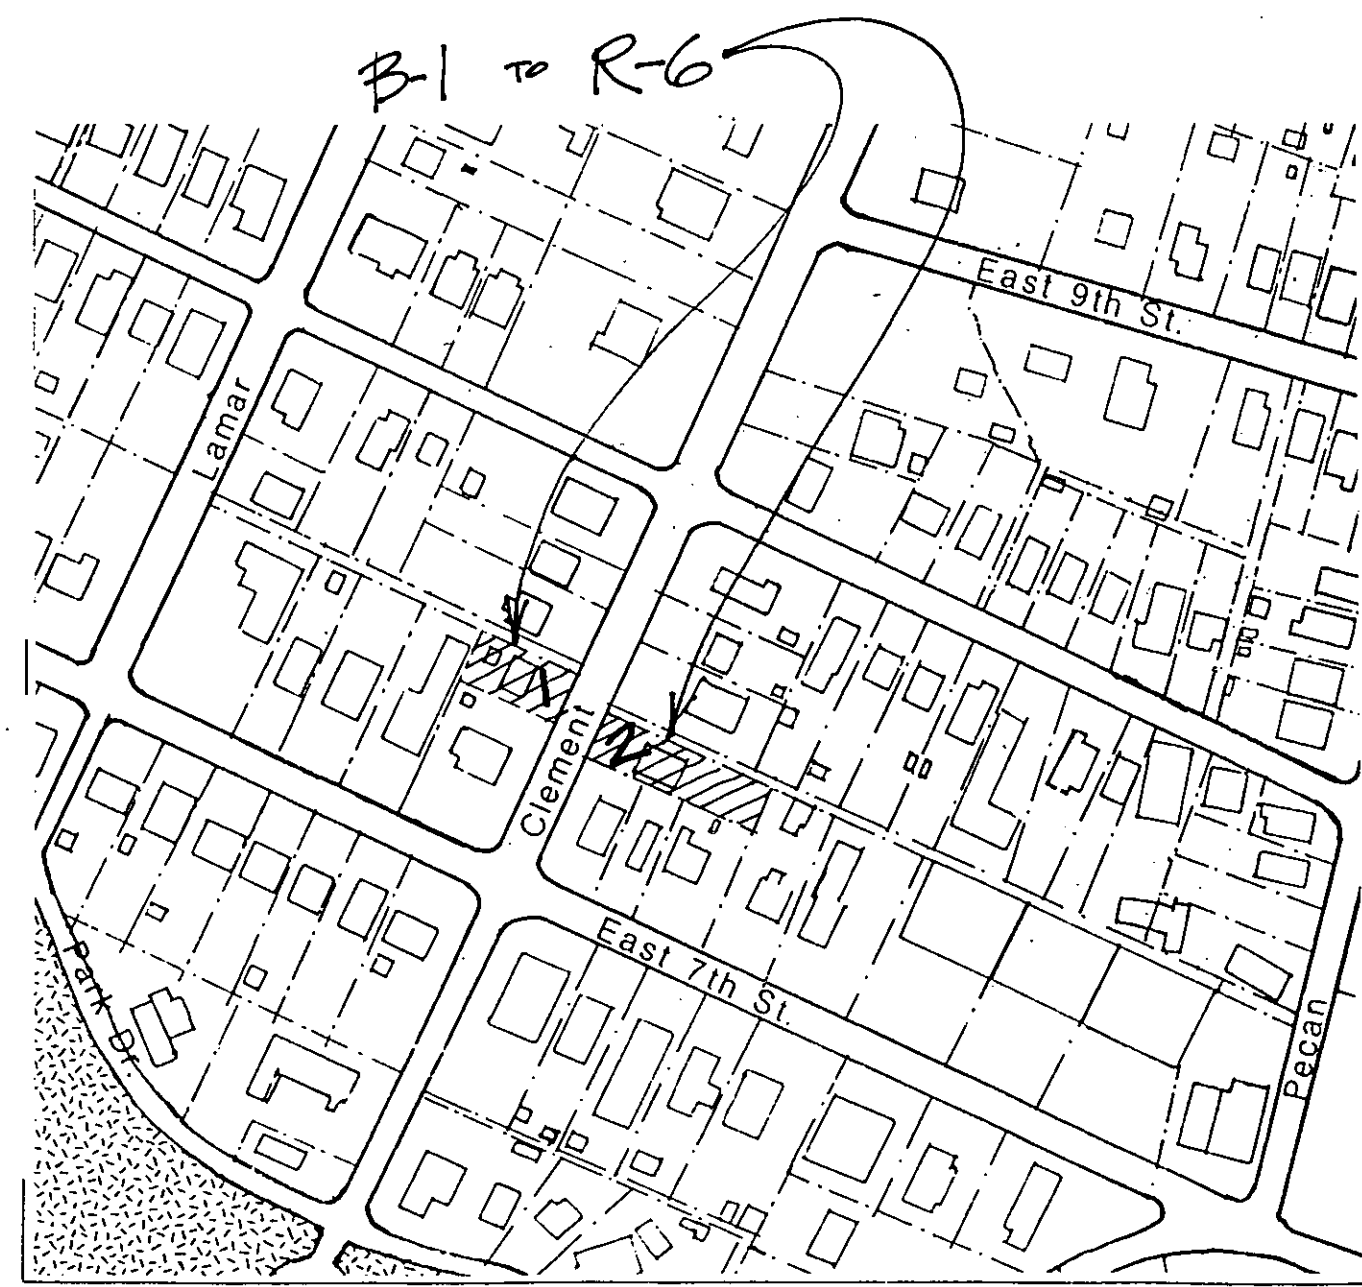 B-1 TO R-6
East 9th St.
Lamar
Clement
East 7th St.
Park Dr.
Pecan